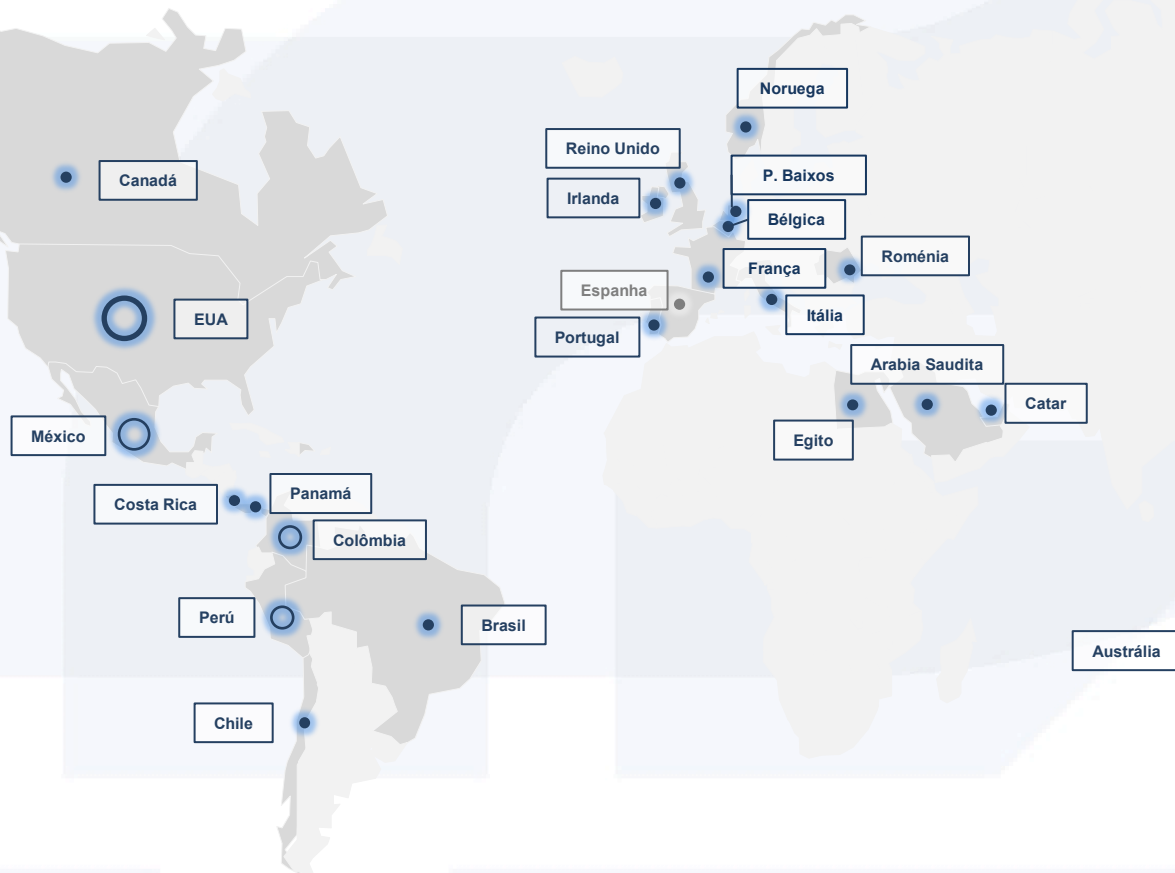 Noruega
Reino Unido
P. Baixos
Canadá
Irlanda
Bélgica
Roménia
França
Espanha
EUA
Itália
Portugal
Arabia Saudita
Catar
México
Egito
Panamá
Costa Rica
Colômbia
Perú
Brasil
Austrália
Chile